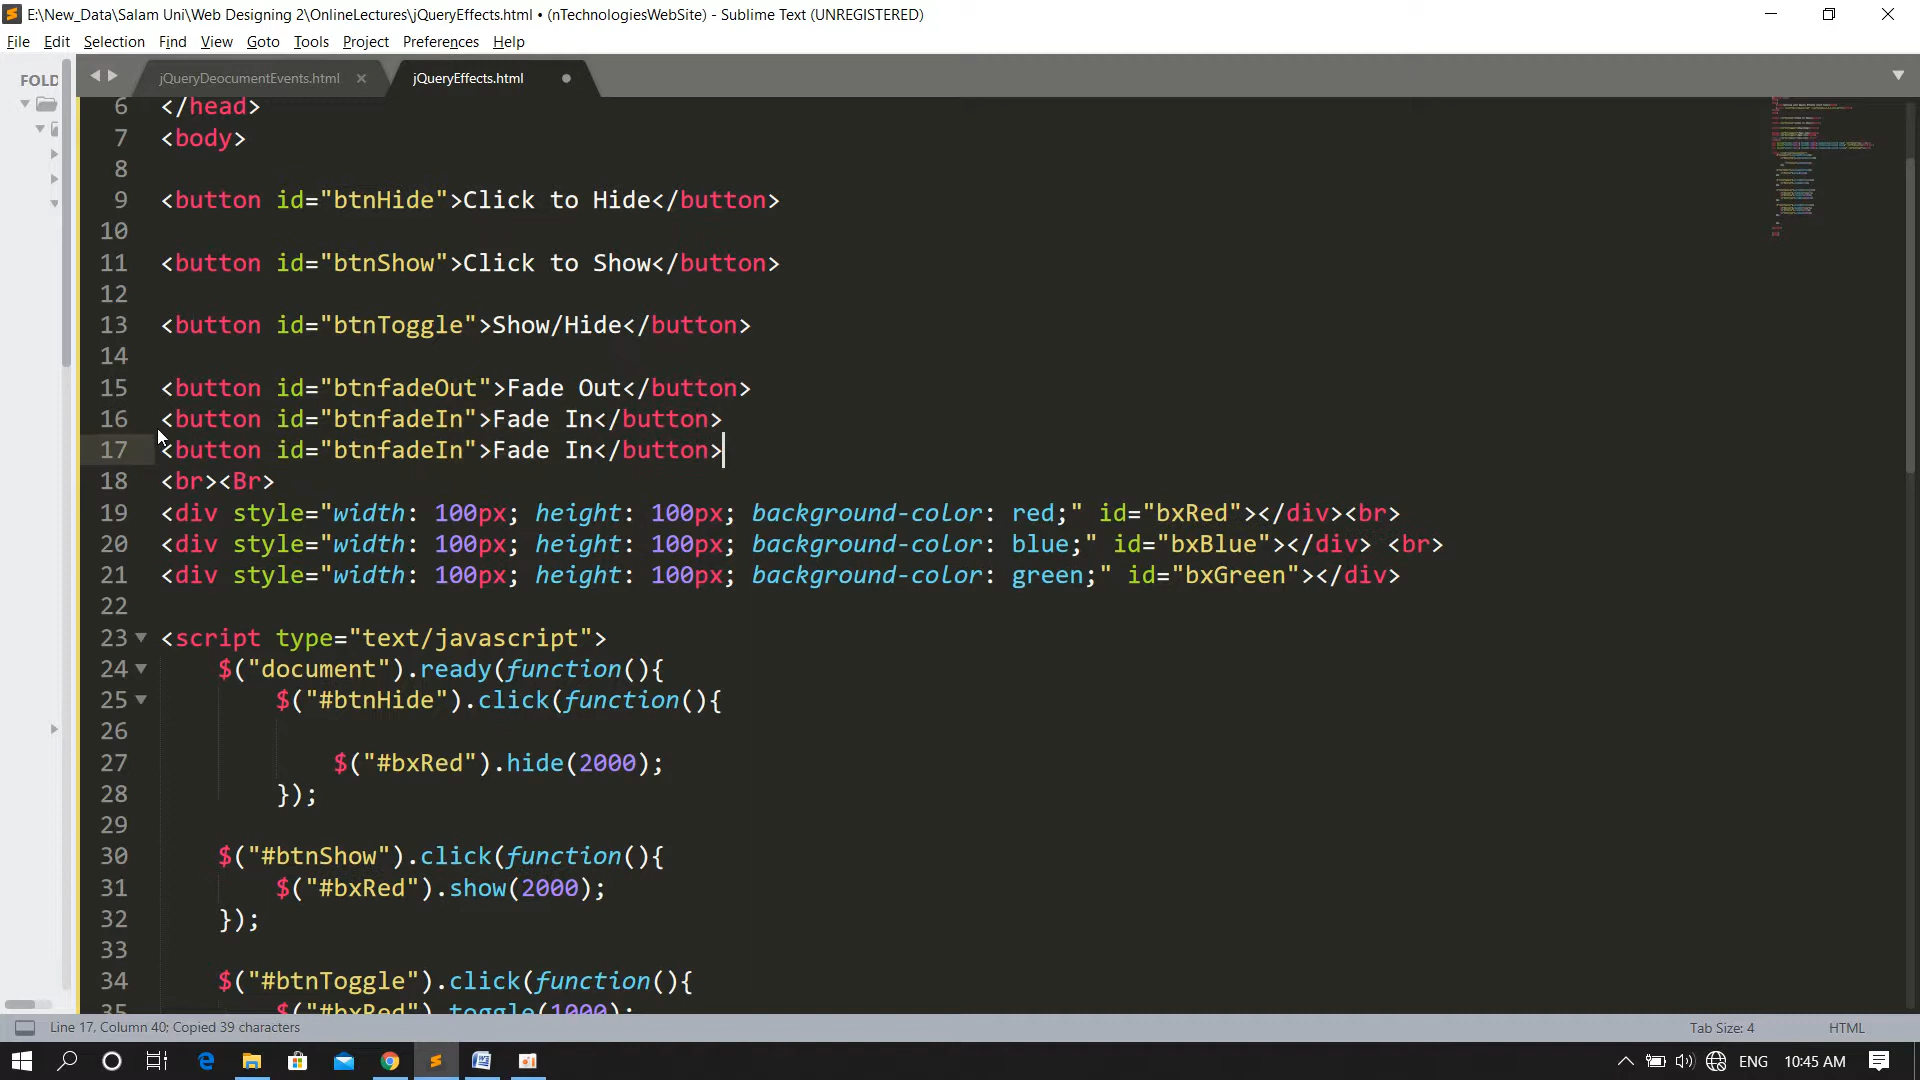 E:\New_Data\Salam Uni\Web Designing 2\OnlineLectures\jQueryEffects.html • (nTechnologiesWebSite) - Sublime Text (UNREGISTERED)
File Edit Selection Find View Goto Tools Project Preferences Help
FOLD
jQueryDeocumentEvents.html
jQueryEffects.html
6 </head>
7 <body>
8
9 <button id="btnHide">Click to Hide</button>
10
11 <button id="btnShow">Click to Show</button>
12
13 <button id="btnToggle">Show/Hide</button>
14
15 <button id="btnfadeOut">Fade Out</button>
16 <button id="btnfadeIn">Fade In</button>
17 <button id="btnfadeIn">Fade In</button>
18 <br><Br>
19 <div style="width: 100px; height: 100px; background-color: red;" id="bxRed"></div><br>
20 <div style="width: 100px; height: 100px; background-color: blue;" id="bxBlue"></div> <br>
21 <div style="width: 100px; height: 100px; background-color: green;" id="bxGreen"></div>
22
23 <script type="text/javascript">
24 $("document").ready(function(){
25 $("#btnHide").click(function(){
26
27 $("#bxRed").hide(2000);
28 });
29
30 $("#btnShow").click(function(){
31 $("#bxRed").show(2000);
32 });
33
34 $("#btnToggle").click(function(){
35 $("#bxRed").toggle(1000);
Line 17, Column 40; Copied 39 characters
Tab Size: 4
HTML
ENG
10:45 AM